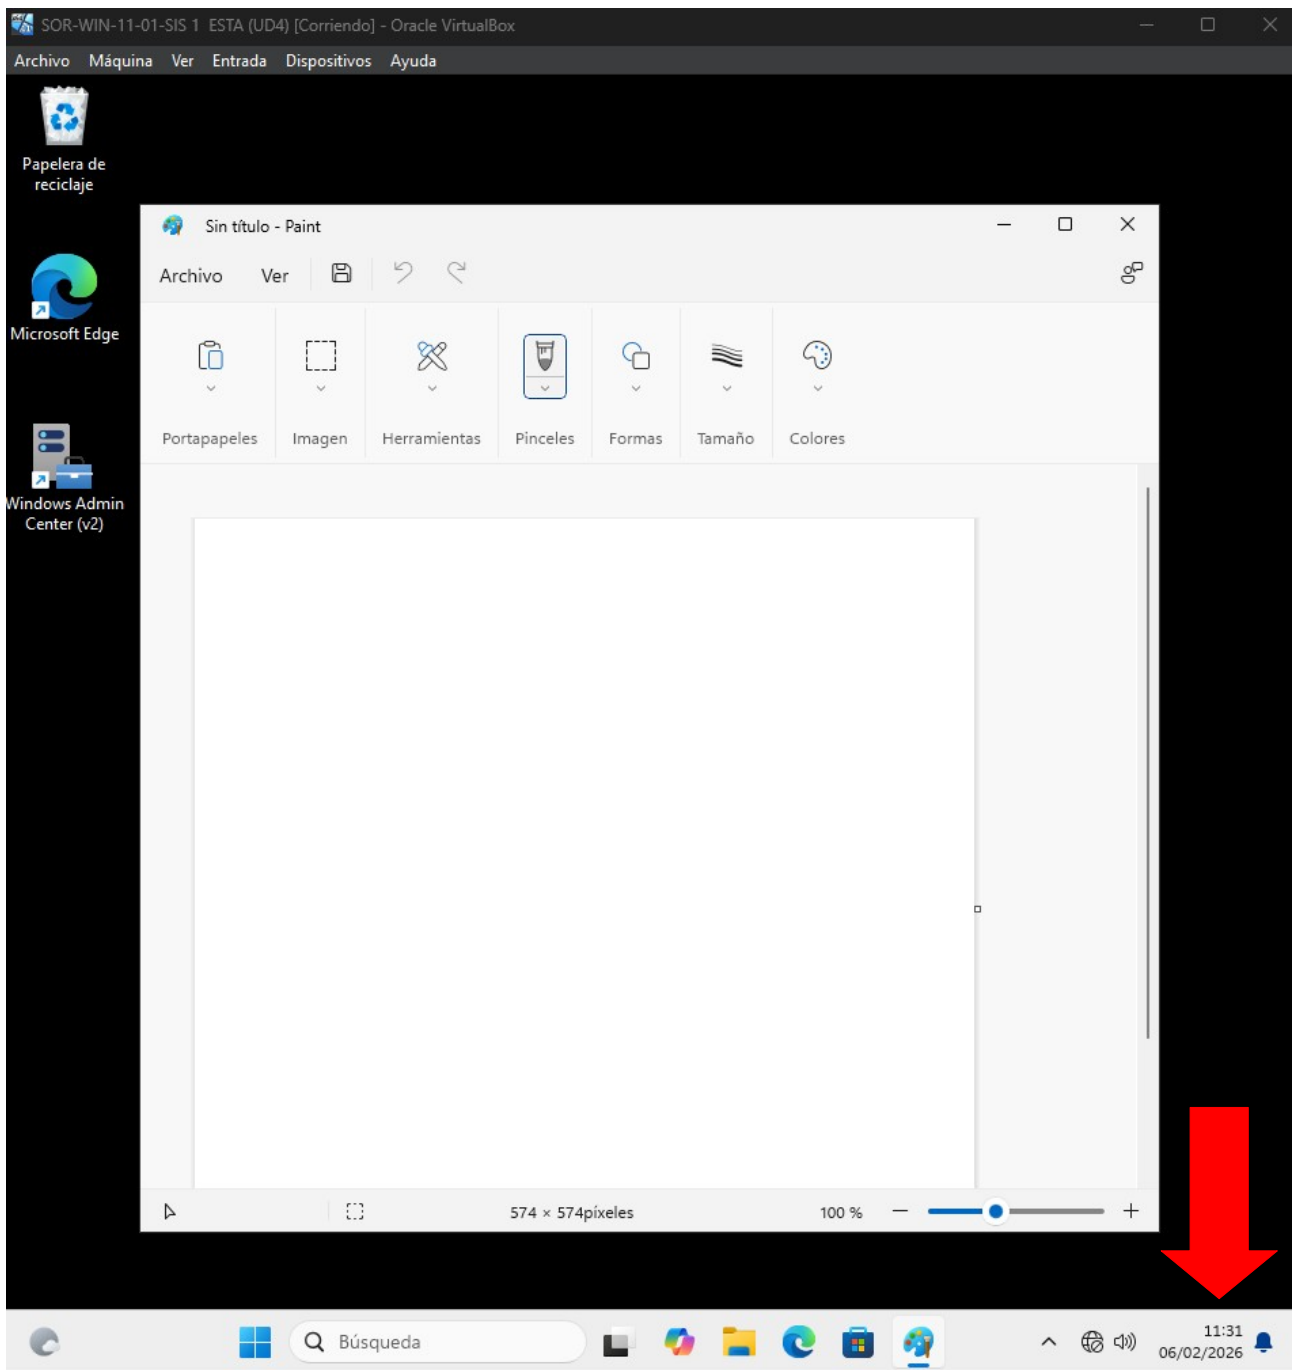 SOR-WIN-11-01-SIS 1  ESTA (UD4) [Corriendo] - Oracle VirtualBox
Archivo Máquina Ver Entrada Dispositivos Ayuda
Papelera de
reciclaje
Sin título - Paint
Archivo Ver
Microsoft Edge
Portapapeles Imagen Herramientas Pinceles Formas Tamaño Colores
Windows Admin
Center (v2)
574 × 574píxeles 100 %
Búsqueda
11:31
06/02/2026